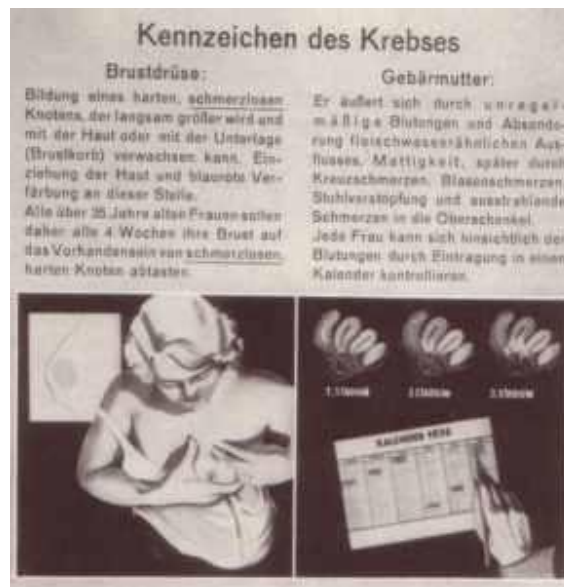 Kennzeichen des Krebses
Brustdrüse:
Bildung eines harten, schmerzlosen
Knotens, der langsam größer wird und
mit der Haut oder mit der Unterlage
(Brustkorb) verwachsen kann. Ein-
ziehung der Haut und blaurote Ver-
färbung an dieser Stelle.
Alle über 35 Jahre alten Frauen sollen
daher alle 4 Wochen ihre Brust auf
das Vorhandensein von schmerzlosen,
harten Knoten abtasten.
Gebärmutter:
Er äußert sich durch unregel-
mäßige Blutungen und Absonde-
rung fleischwasserähnlichen Aus-
flusses. Mattigkeit, später durch
Kreuzschmerzen, Blasenschmerzen,
Stuhlverstopfung und ausstrahlende
Schmerzen in die Oberschenkel.
Jede Frau kann sich hinsichtlich der
Blutungen durch Eintragung in einen
Kalender kontrollieren.
KALENDER